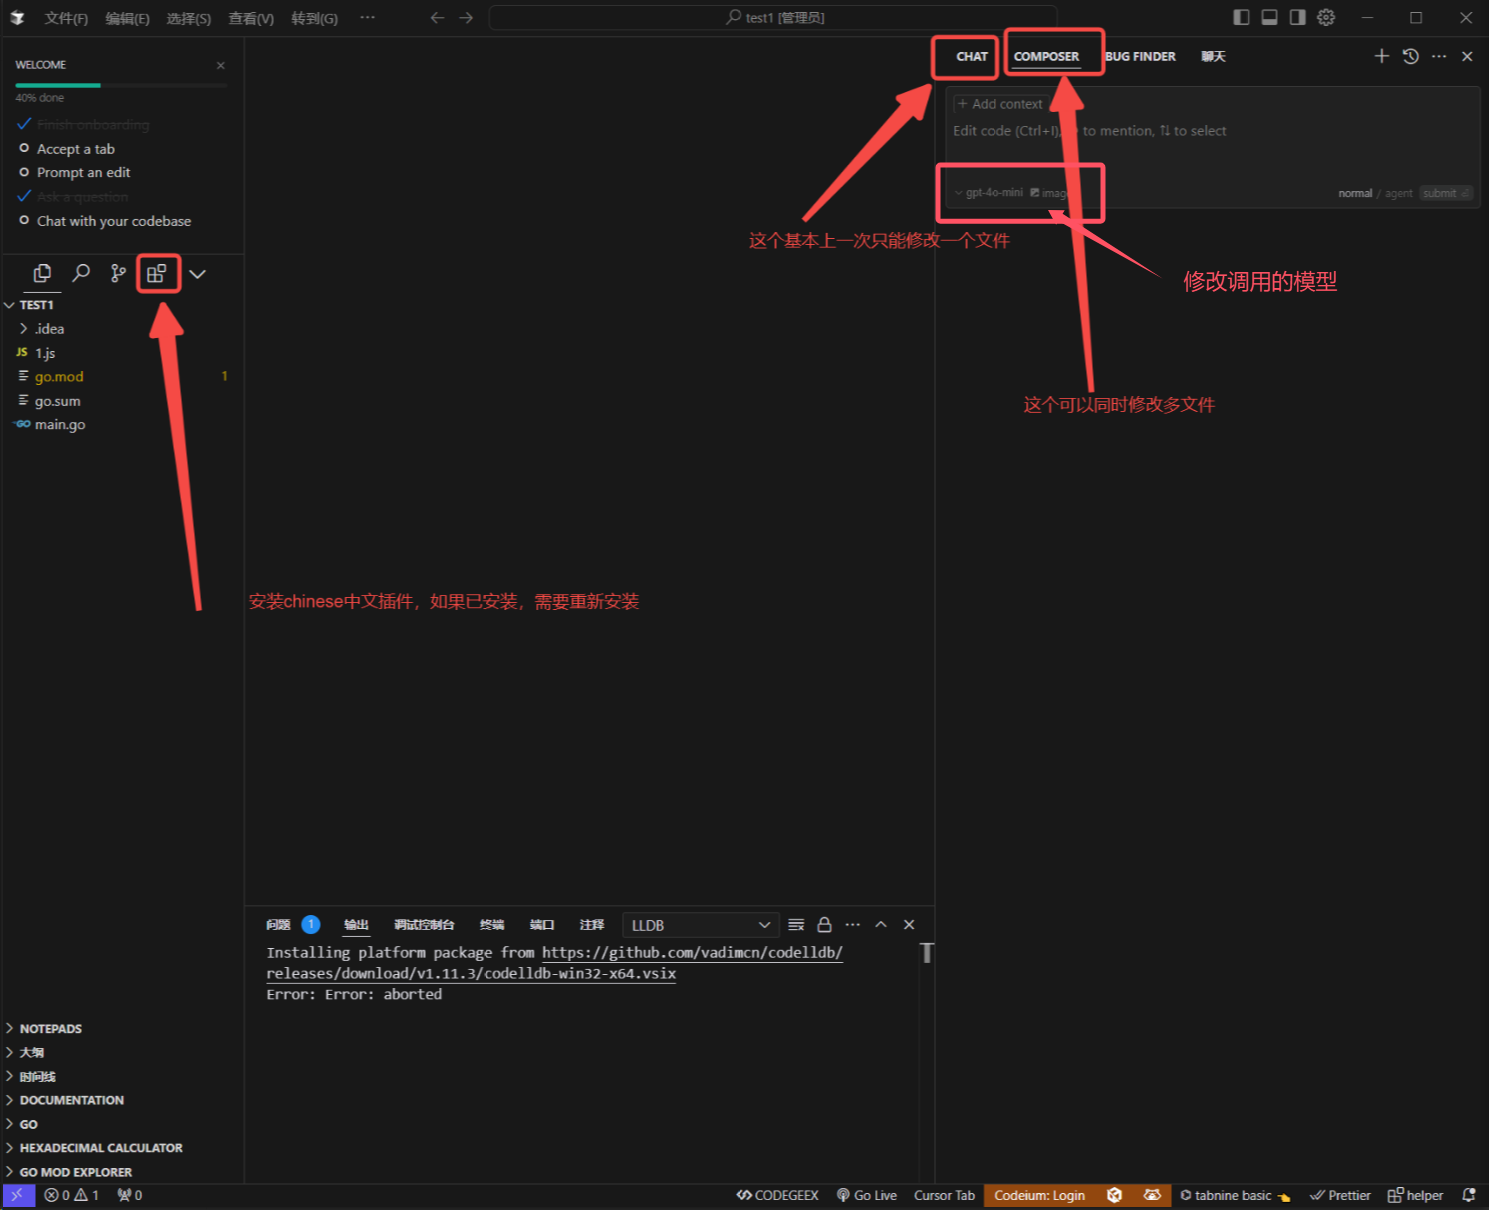 文件(F) 编辑(E) 选择(S) 查看(V) 转到(G) ··· test1 [管理员]
WELCOME
40% done
Finish onboarding
Accept a tab
Prompt an edit
Ask a question
Chat with your codebase
TEST1
.idea
JS 1.js
go.mod 1
go.sum
GO main.go
安装chinese中文插件，如果已安装，需要重新安装
CHAT COMPOSER BUG FINDER 聊天
+ Add context
Edit code (Ctrl+I), to mention, ⇅ to select
gpt-4o-mini image normal / agent submit
这个基本上一次只能修改一个文件
修改调用的模型
这个可以同时修改多文件
问题 1 输出 调试控制台 终端 端口 注释 LLDB
Installing platform package from https://github.com/vadimcn/codelldb/
releases/download/v1.11.3/codelldb-win32-x64.vsix
Error: Error: aborted
NOTEPADS
大纲
时间线
DOCUMENTATION
GO
HEXADECIMAL CALCULATOR
GO MOD EXPLORER
0 1 0 CODEGEEX Go Live Cursor Tab Codeium: Login tabnine basic Prettier helper